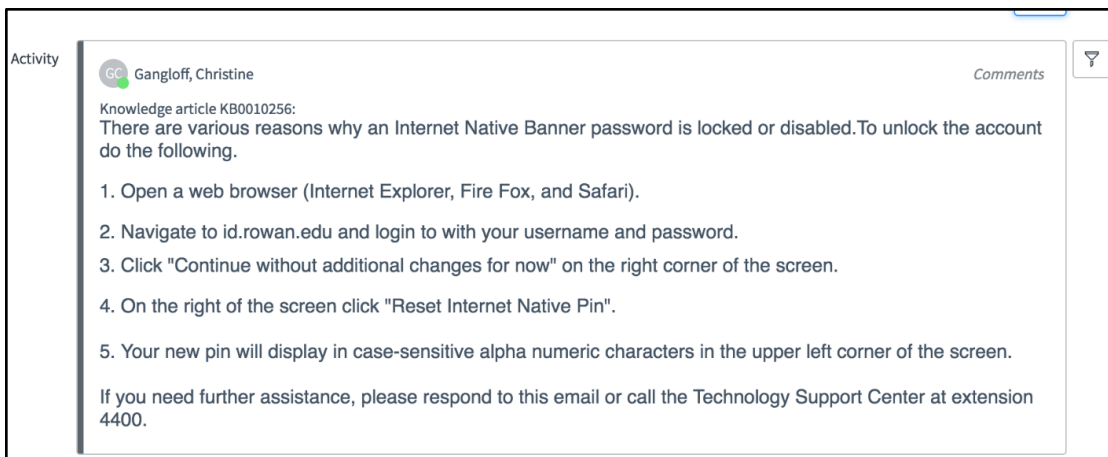 Activity
GC Gangloff, Christine
Comments
Knowledge article KB0010256:
There are various reasons why an Internet Native Banner password is locked or disabled.To unlock the account
do the following.
1. Open a web browser (Internet Explorer, Fire Fox, and Safari).
2. Navigate to id.rowan.edu and login to with your username and password.
3. Click "Continue without additional changes for now" on the right corner of the screen.
4. On the right of the screen click "Reset Internet Native Pin".
5. Your new pin will display in case-sensitive alpha numeric characters in the upper left corner of the screen.
If you need further assistance, please respond to this email or call the Technology Support Center at extension
4400.